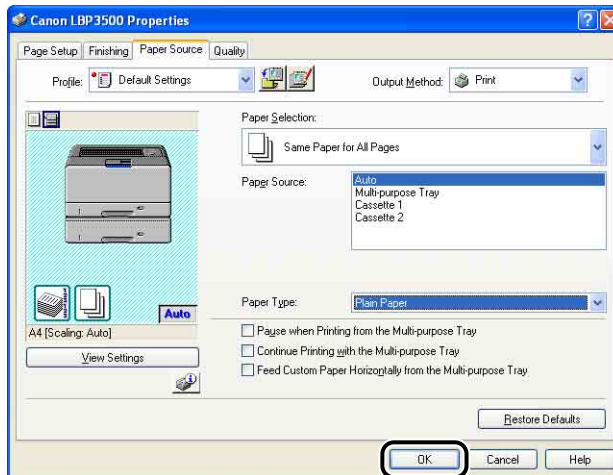 Canon LBP3500 Properties
Page Setup Finishing Paper Source Quality
Profile: Default Settings Output Method: Print
Paper Selection:
Same Paper for All Pages
Paper Source: Auto
Multi-purpose Tray
Cassette 1
Cassette 2
Auto
Paper Type: Plain Paper
A4 [Scaling: Auto]
Pause when Printing from the Multi-purpose Tray
View Settings
Continue Printing with the Multi-purpose Tray
Feed Custom Paper Horizontally from the Multi-purpose Tray
Restore Defaults
OK Cancel Help